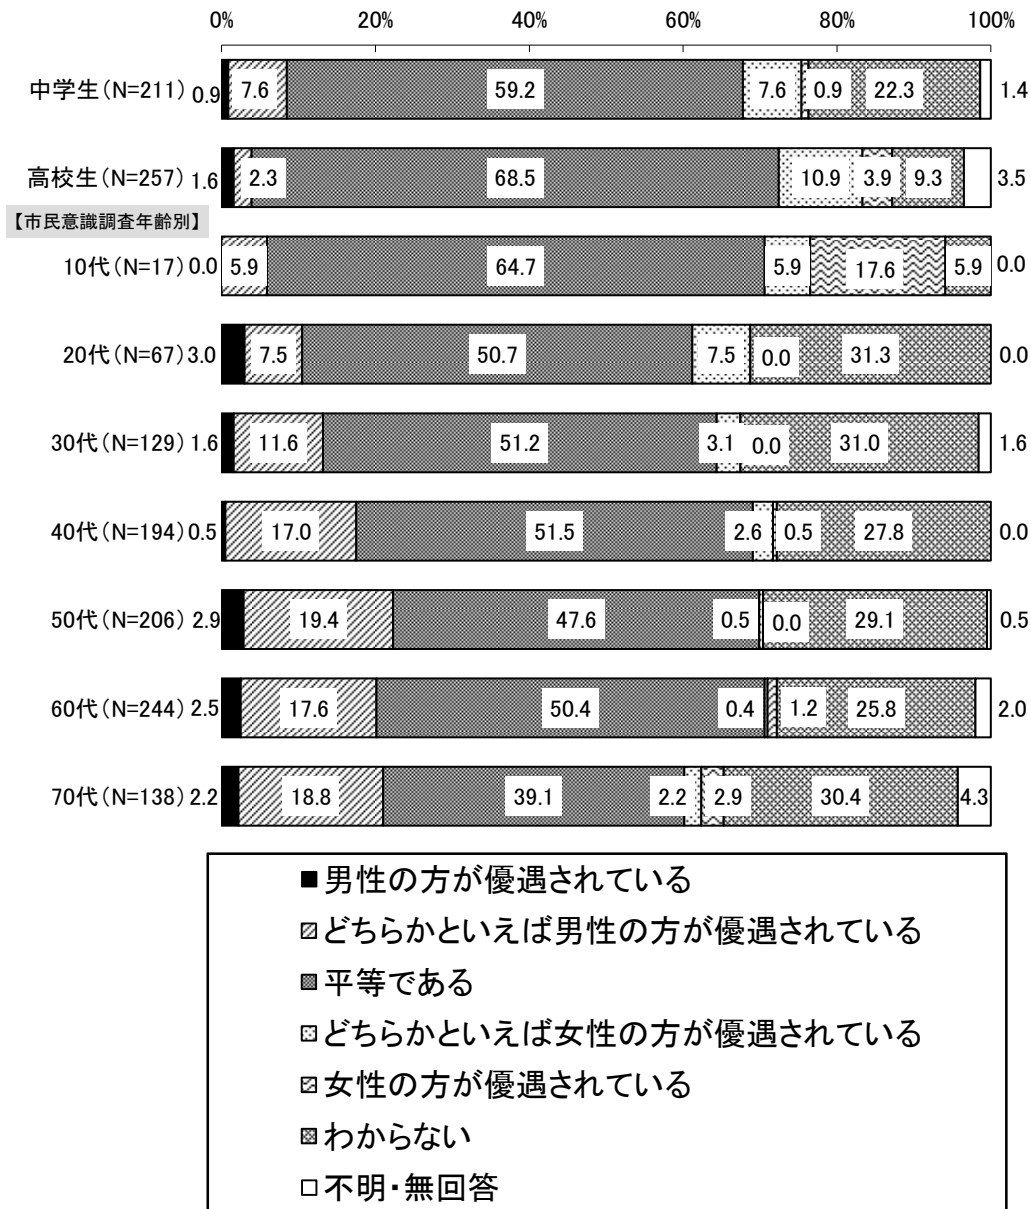 0% 20% 40% 60% 80% 100%
中学生(N=211) 0.9 7.6 59.2 7.6 0.9 22.3 1.4
高校生(N=257) 1.6 2.3 68.5 10.9 3.9 9.3 3.5
【市民意識調査年齢別】
10代(N=17) 0.0 5.9 64.7 5.9 17.6 5.9 0.0
20代(N=67) 3.0 7.5 50.7 7.5 0.0 31.3 0.0
30代(N=129) 1.6 11.6 51.2 3.1 0.0 31.0 1.6
40代(N=194) 0.5 17.0 51.5 2.6 0.5 27.8 0.0
50代(N=206) 2.9 19.4 47.6 0.5 0.0 29.1 0.5
60代(N=244) 2.5 17.6 50.4 0.4 1.2 25.8 2.0
70代(N=138) 2.2 18.8 39.1 2.2 2.9 30.4 4.3
男性の方が優遇されている
どちらかといえば男性の方が優遇されている
平等である
どちらかといえば女性の方が優遇されている
女性の方が優遇されている
わからない
不明・無回答